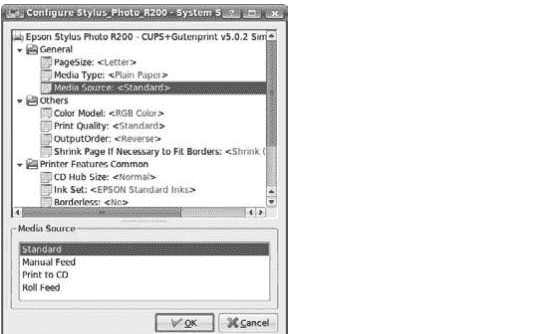 Configure Stylus_Photo_R200 - System S
Epson Stylus Photo R200 - CUPS+Gutenprint v5.0.2 Sim
General
PageSize: <Letter>
Media Type: <Plain Paper>
Media Source: <Standard>
Others
Color Model: <RGB Color>
Print Quality: <Standard>
OutputOrder: <Reverse>
Shrink Page If Necessary to Fit Borders: <Shrink (
Printer Features Common
CD Hub Size: <Normal>
Ink Set: <EPSON Standard Inks>
Borderless: <No>
Media Source
Standard
Manual Feed
Print to CD
Roll Feed
OK Cancel